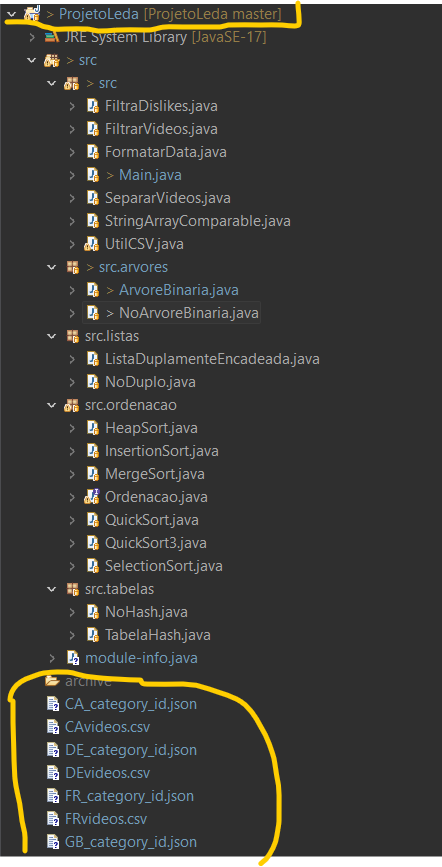 > ProjetoLeda [ProjetoLeda master]
> JRE System Library [JavaSE-17]
> src
> src
> FiltraDislikes.java
> FiltrarVideos.java
> FormatarData.java
> > Main.java
> SepararVideos.java
> StringArrayComparable.java
> UtilCSV.java
> src.arvores
> > ArvoreBinaria.java
> > NoArvoreBinaria.java
src.listas
> ListaDuplamenteEncadeada.java
> NoDuplo.java
src.ordenacao
> HeapSort.java
> InsertionSort.java
> MergeSort.java
> Ordenacao.java
> QuickSort.java
> QuickSort3.java
> SelectionSort.java
src.tabelas
> NoHash.java
> TabelaHash.java
> module-info.java
archive
CA_category_id.json
CAvideos.csv
DE_category_id.json
DEvideos.csv
FR_category_id.json
FRvideos.csv
GB_category_id.json